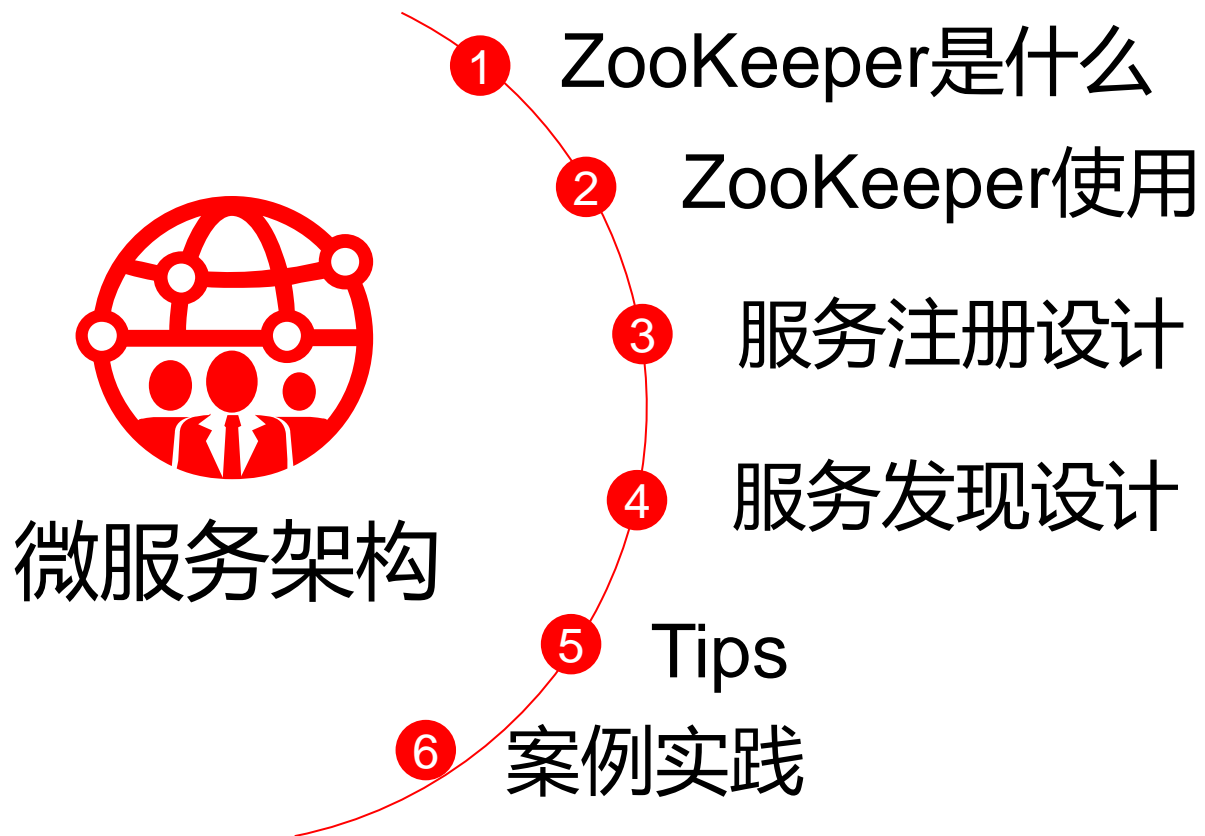 1 ZooKeeper是什么
2 ZooKeeper使用
3 服务注册设计
4 服务发现设计
微服务架构
5 Tips
6 案例实践